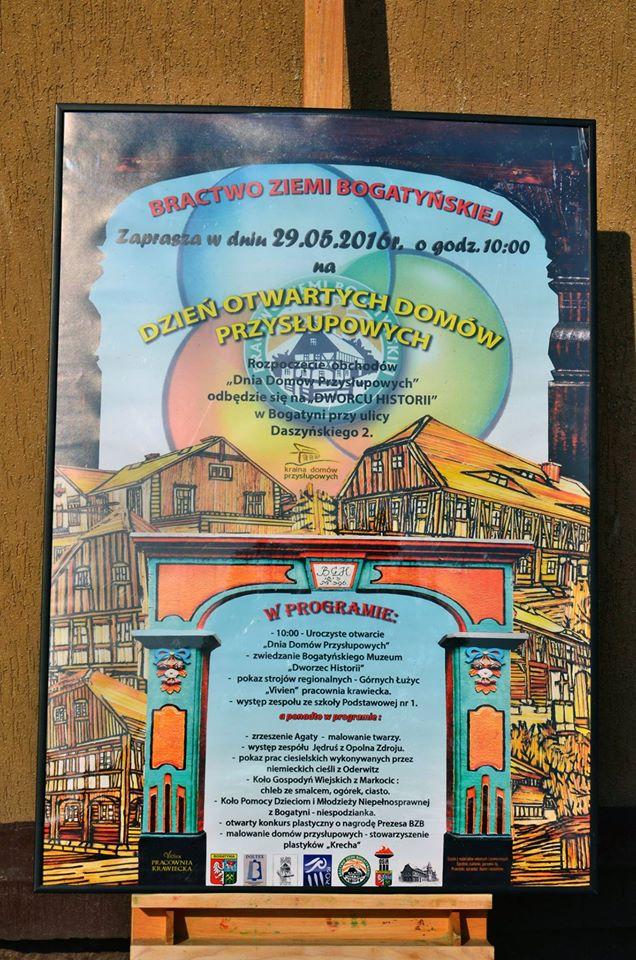 BRACTWO ZIEMI BOGATYŃSKIEJ
Zaprasza w dniu 29.05.2016r. o godz. 10:00
na
DZIEŃ OTWARTYCH DOMÓW
PRZYSŁUPOWYCH
Rozpoczęcie obchodów
„Dnia Domów Przysłupowych”
odbędzie się na „DWORCU HISTORII”
w Bogatyni przy ulicy
Daszyńskiego 2.
kraina domów
przysłupowych
W PROGRAMIE:
- 10:00 - Uroczyste otwarcie
„Dnia Domów Przysłupowych”
- zwiedzanie Bogatyńskiego Muzeum
„Dworzec Historii”
- pokaz strojów regionalnych - Górnych Łużyc
„Vivien” pracownia krawiecka.
- występ zespołu ze szkoły Podstawowej nr 1.
a ponadto w programie :
- zrzeszenie Agaty - malowanie twarzy.
- występ zespółu Jędruś z Opolna Zdroju.
- pokaz prac ciesielskich wykonywanych przez
niemieckich cieśli z Oderwitz
- Koło Gospodyń Wiejskich z Markocic :
chleb ze smalcem, ogórek, ciasto.
- Koło Pomocy Dzieciom i Młodzieży Niepełnosprawnej
z Bogatyni - niespodzianka.
- otwarty konkurs plastyczny o nagrodę Prezesa BZB
- malowanie domów przysłupowych - stowarzyszenie
plastyków „Krecha”
PRACOWNIA
KRAWIECKA
BOGATYNIA